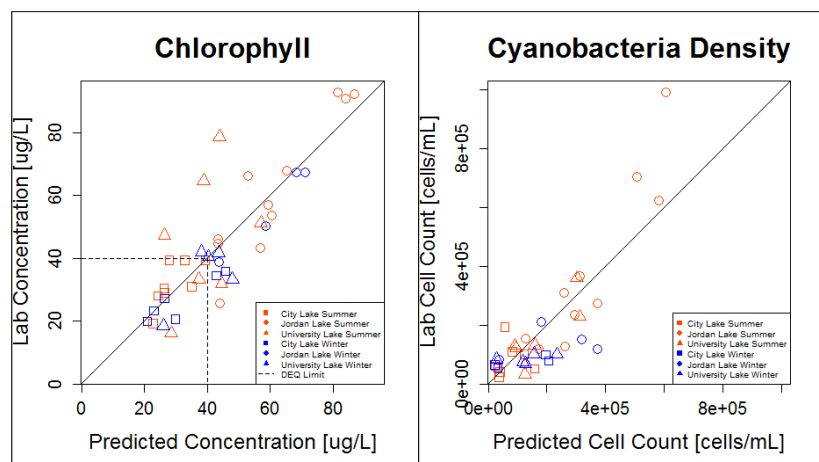 Chlorophyll
Lab Concentration [ug/L]
80
60
40
20
0
City Lake Summer
Jordan Lake Summer
University Lake Summer
City Lake Winter
Jordan Lake Winter
University Lake Winter
DEQ Limit
0 20 40 60 80
Predicted Concentration [ug/L]
Cyanobacteria Density
Lab Cell Count [cells/mL]
8e+05
4e+05
0e+00
City Lake Summer
Jordan Lake Summer
University Lake Summer
City Lake Winter
Jordan Lake Winter
University Lake Winter
0e+00 4e+05 8e+05
Predicted Cell Count [cells/mL]